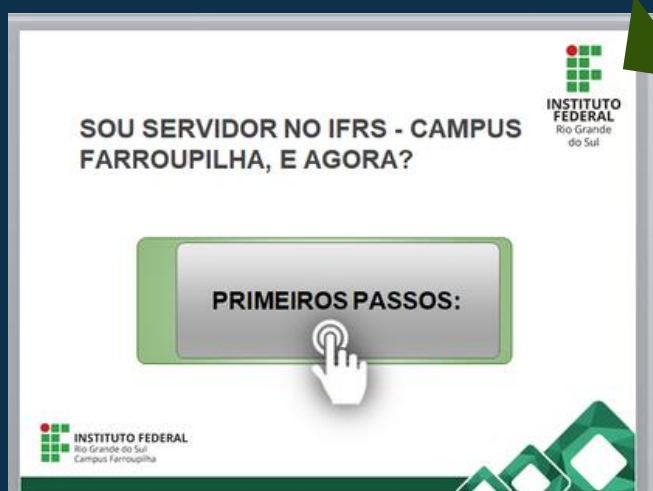 INSTITUTO
FEDERAL
Rio Grande
do Sul
SOU SERVIDOR NO IFRS - CAMPUS
FARROUPILHA, E AGORA?
PRIMEIROS PASSOS:
INSTITUTO FEDERAL
Rio Grande do Sul
Campus Farroupilha